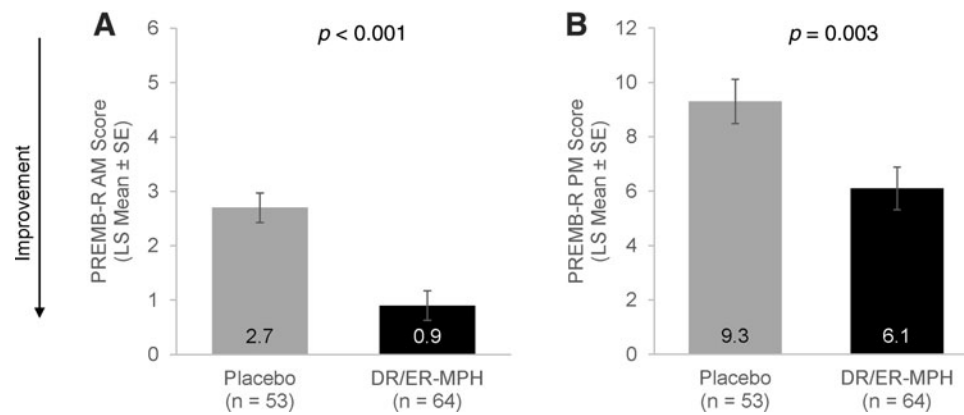 Improvement
A
p < 0.001
PREMB-R AM Score
(LS Mean ± SE)
6
5
4
3
2
1
0
2.7
0.9
Placebo
(n = 53)
DR/ER-MPH
(n = 64)
B
p = 0.003
PREMB-R PM Score
(LS Mean ± SE)
12
10
8
6
4
2
0
9.3
6.1
Placebo
(n = 53)
DR/ER-MPH
(n = 64)